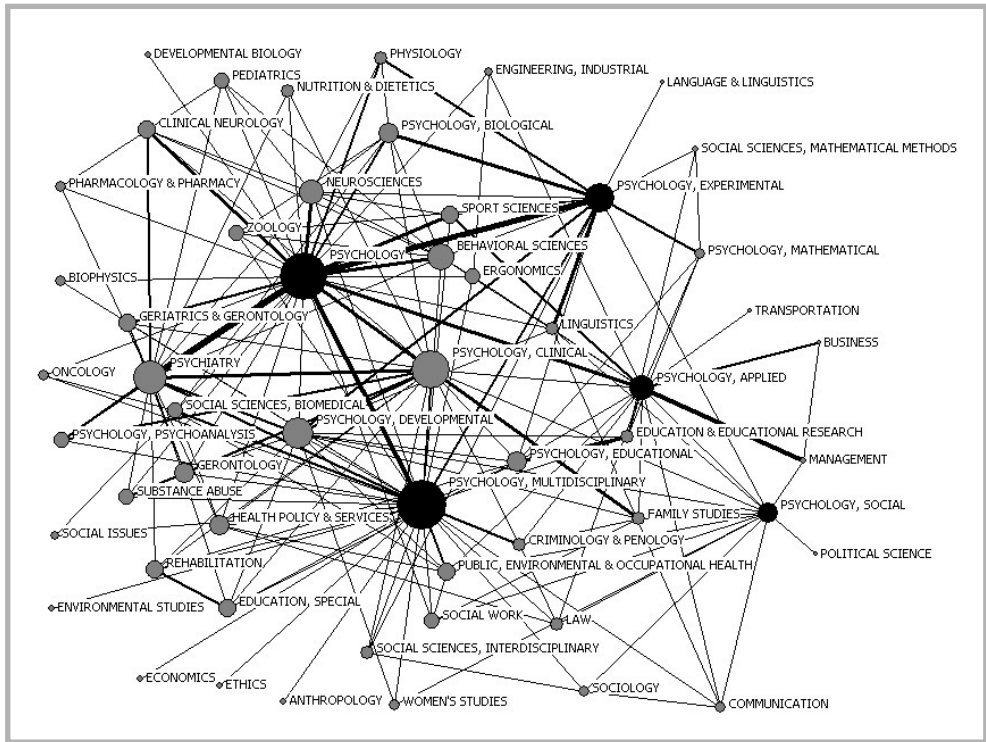 DEVELOPMENTAL BIOLOGY
PHYSIOLOGY
PEDIATRICS
ENGINEERING, INDUSTRIAL
NUTRITION & DIETETICS
LANGUAGE & LINGUISTICS
CLINICAL NEUROLOGY
PSYCHOLOGY, BIOLOGICAL
SOCIAL SCIENCES, MATHEMATICAL METHODS
PHARMACOLOGY & PHARMACY
NEUROSCIENCES
PSYCHOLOGY, EXPERIMENTAL
SPORT SCIENCES
ZOOLOGY
BEHAVIORAL SCIENCES
PSYCHOLOGY
PSYCHOLOGY, MATHEMATICAL
ERGONOMICS
BIOPHYSICS
TRANSPORTATION
GERIATRICS & GERONTOLOGY
LINGUISTICS
BUSINESS
PSYCHOLOGY, CLINICAL
PSYCHIATRY
ONCOLOGY
PSYCHOLOGY, APPLIED
SOCIAL SCIENCES, BIOMEDICAL
PSYCHOLOGY, DEVELOPMENTAL
PSYCHOLOGY, PSYCHOANALYSIS
EDUCATION & EDUCATIONAL RESEARCH
PSYCHOLOGY, EDUCATIONAL
MANAGEMENT
GERONTOLOGY
PSYCHOLOGY, MULTIDISCIPLINARY
SUBSTANCE ABUSE
PSYCHOLOGY, SOCIAL
HEALTH POLICY & SERVICES
FAMILY STUDIES
SOCIAL ISSUES
CRIMINOLOGY & PENOLOGY
POLITICAL SCIENCE
REHABILITATION
PUBLIC, ENVIRONMENTAL & OCCUPATIONAL HEALTH
EDUCATION, SPECIAL
ENVIRONMENTAL STUDIES
SOCIAL WORK
LAW
SOCIAL SCIENCES, INTERDISCIPLINARY
ECONOMICS
ETHICS
SOCIOLOGY
ANTHROPOLOGY
WOMEN'S STUDIES
COMMUNICATION